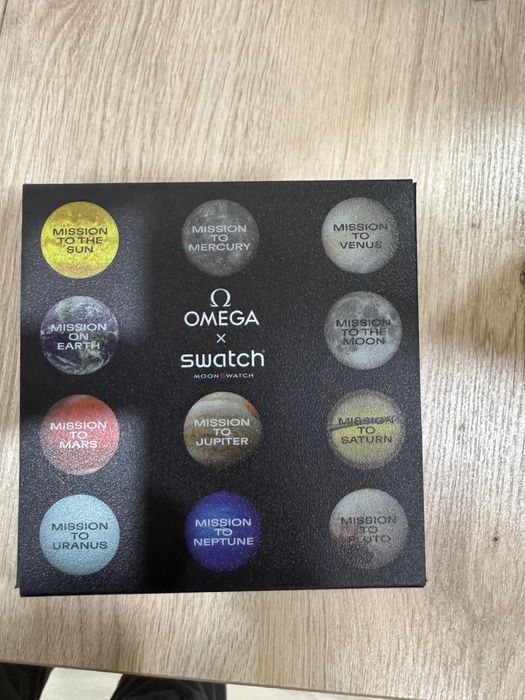 MISSION
TO THE
SUN
MISSION
TO
MERCURY
MISSION
TO
VENUS
MISSION
ON
EARTH
Ω
OMEGA
×
swatch
MOONSWATCH
MISSION
TO THE
MOON
MISSION
TO
MARS
MISSION
TO
JUPITER
MISSION
TO
SATURN
MISSION
TO
URANUS
MISSION
TO
NEPTUNE
MISSION
TO
PLUTO